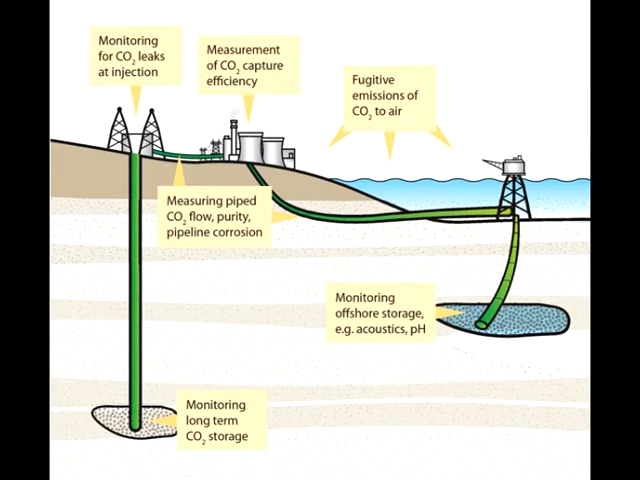 Monitoring
for CO₂ leaks
at injection
Measurement
of CO₂ capture
efficiency
Fugitive
emissions of
CO₂ to air
Measuring piped
CO₂ flow, purity,
pipeline corrosion
Monitoring
offshore storage,
e.g. acoustics, pH
Monitoring
long term
CO₂ storage